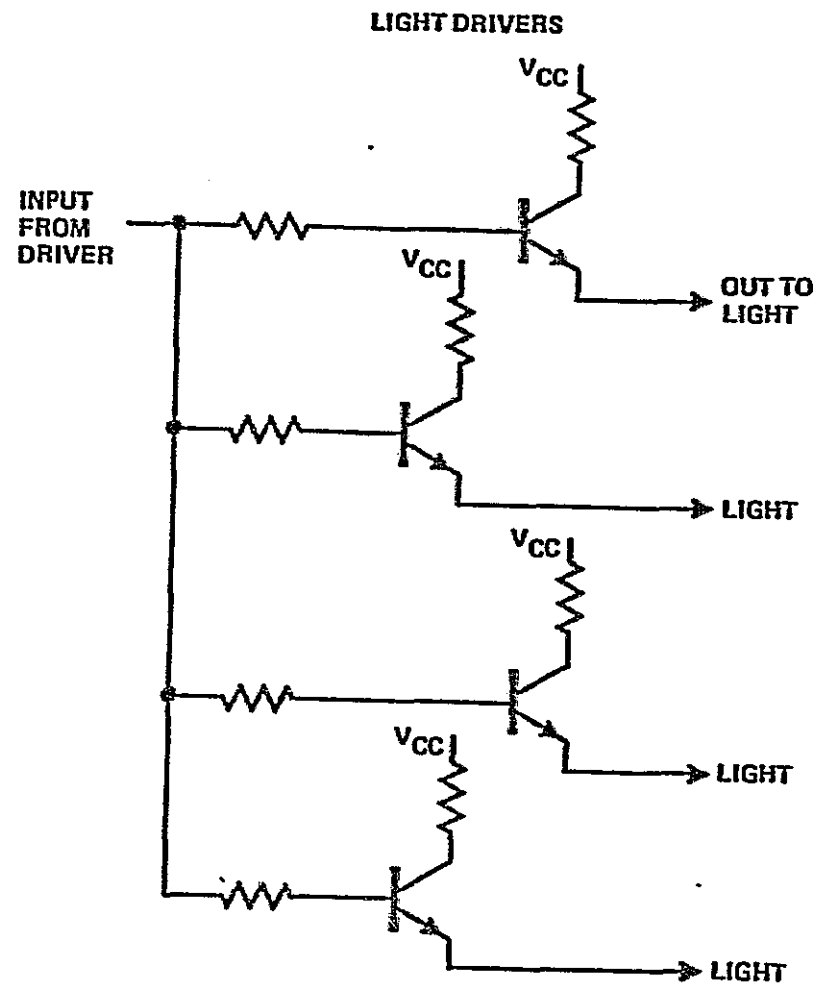 LIGHT DRIVERS
VCC
INPUT
FROM
DRIVER
VCC
OUT TO
LIGHT
LIGHT
VCC
LIGHT
VCC
LIGHT